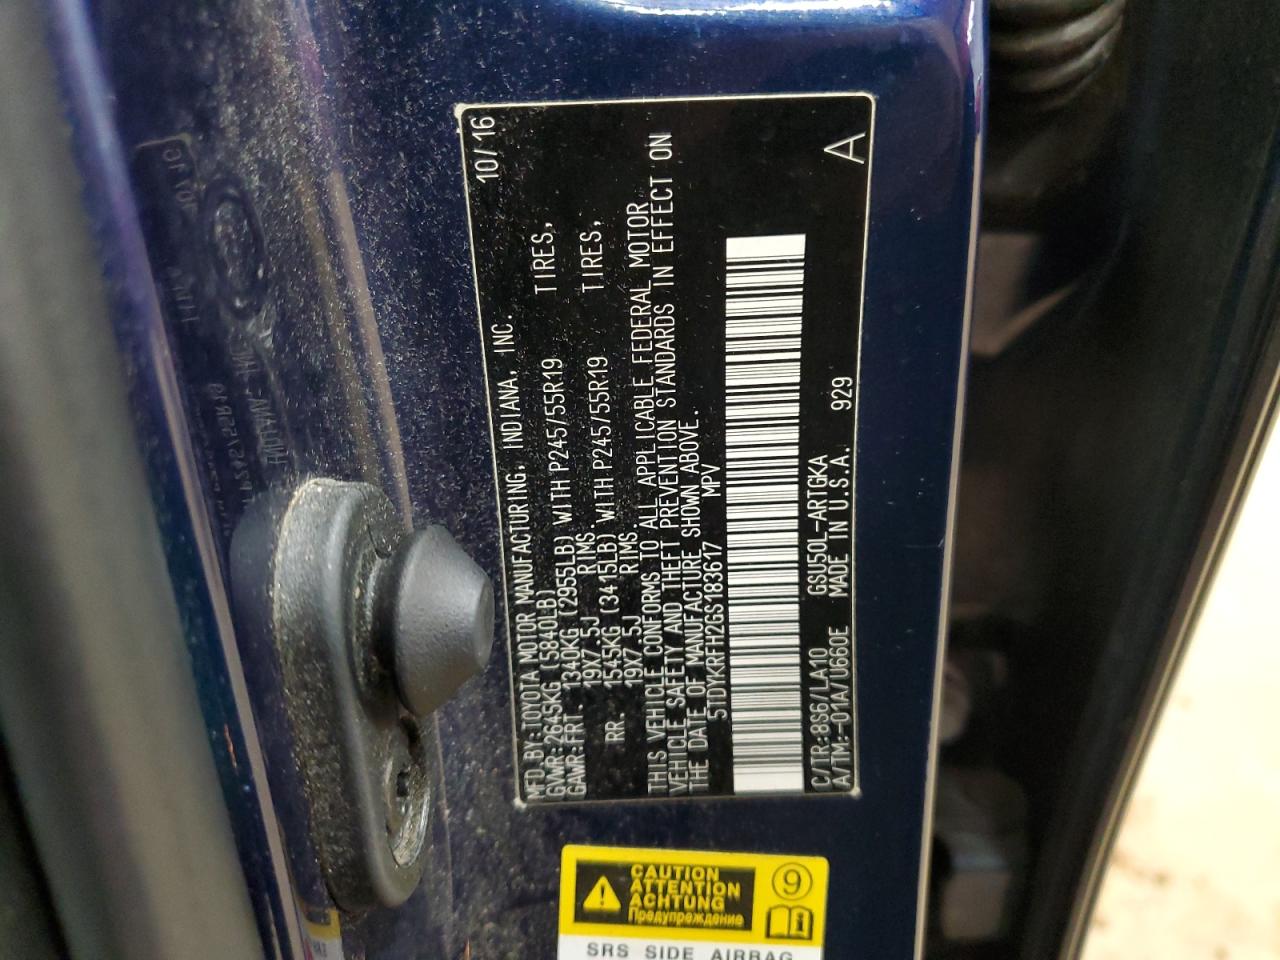 MFD.BY:TOYOTA MOTOR MANUFACTURING, INDIANA, INC. 10/16
GVWR:2645KG (5840LB)
GAWR:FRT. 1340KG (2955LB) WITH P245/55R19 TIRES,
19X7.5J RIMS.
RR. 1545KG (3415LB) WITH P245/55R19 TIRES,
19X7.5J RIMS
THIS VEHICLE CONFORMS TO ALL APPLICABLE FEDERAL MOTOR
VEHICLE SAFETY AND THEFT PREVENTION STANDARDS IN EFFECT ON
THE DATE OF MANUFACTURE SHOWN ABOVE.
5TDYKRFH2GS183617 MPV
C/TR:8S6/LA10 GSU50L-ARTGKA
A/TM:-01A/U660E MADE IN U.S.A. 929
A
CAUTION
ATTENTION
ACHTUNG
Предупреждение
9
SRS SIDE AIRBAG